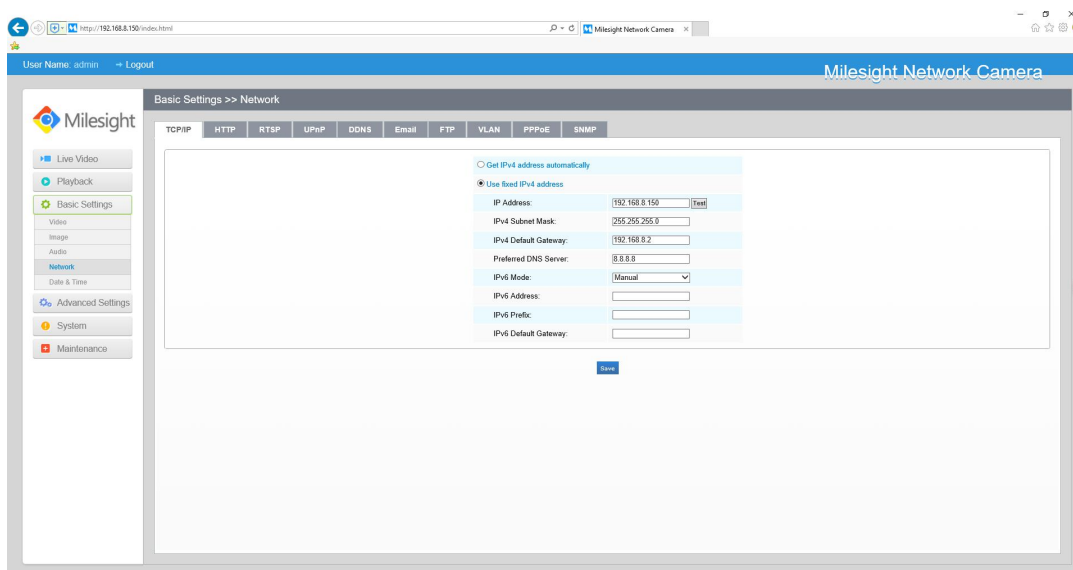 http://192.168.8.150/index.html
Milesight Network Camera
User Name: admin → Logout
Milesight Network Camera
Milesight
Basic Settings >> Network
TCP/IP HTTP RTSP UPnP DDNS Email FTP VLAN PPPoE SNMP
Live Video
Playback
Basic Settings
Video
Image
Audio
Network
Date & Time
Advanced Settings
System
Maintenance
Get IPv4 address automatically
Use fixed IPv4 address
IP Address: 192.168.8.150 Test
IPv4 Subnet Mask: 255.255.255.0
IPv4 Default Gateway: 192.168.8.2
Preferred DNS Server: 8.8.8.8
IPv6 Mode: Manual
IPv6 Address:
IPv6 Prefix:
IPv6 Default Gateway:
Save